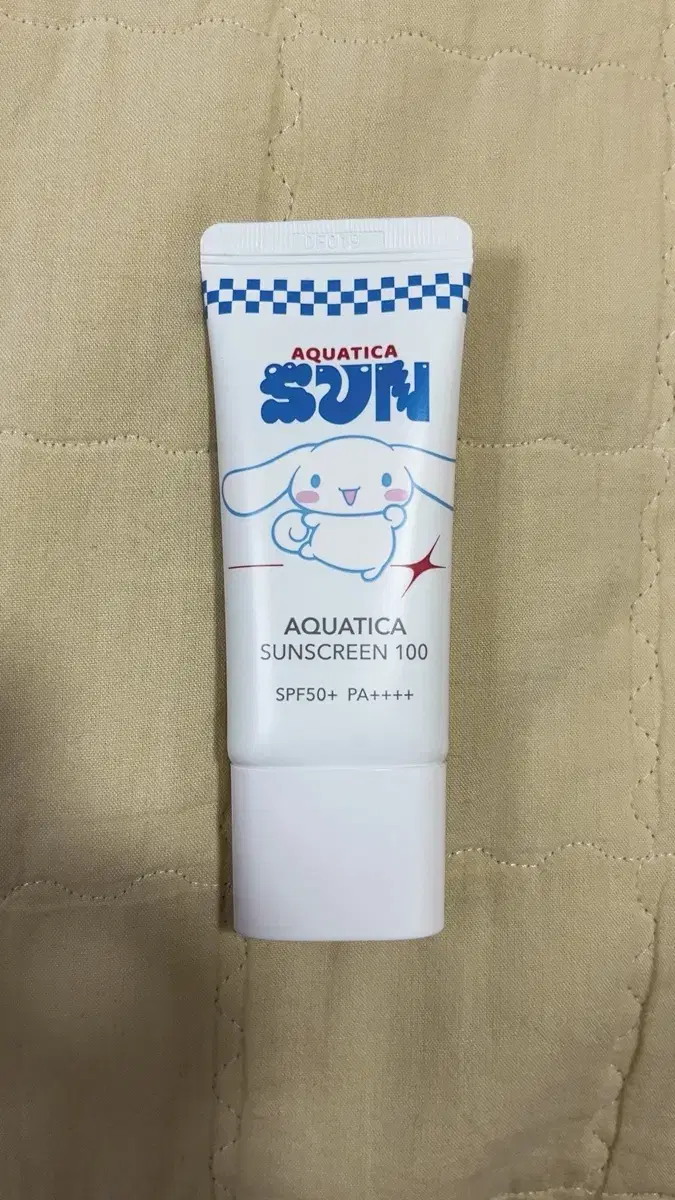 AQUATICA
SUN
AQUATICA
SUNSCREEN 100
SPF50+ PA++++